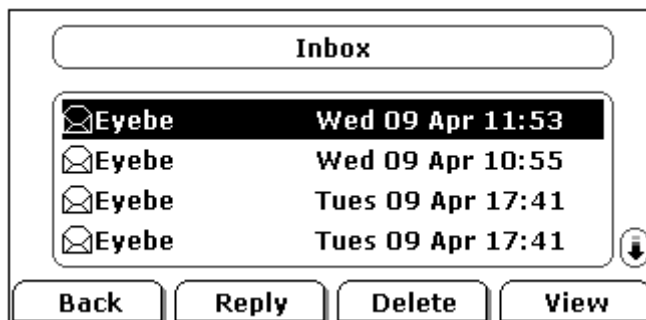 Inbox
Eyebe Wed 09 Apr 11:53
Eyebe Wed 09 Apr 10:55
Eyebe Tues 09 Apr 17:41
Eyebe Tues 09 Apr 17:41
Back Reply Delete View